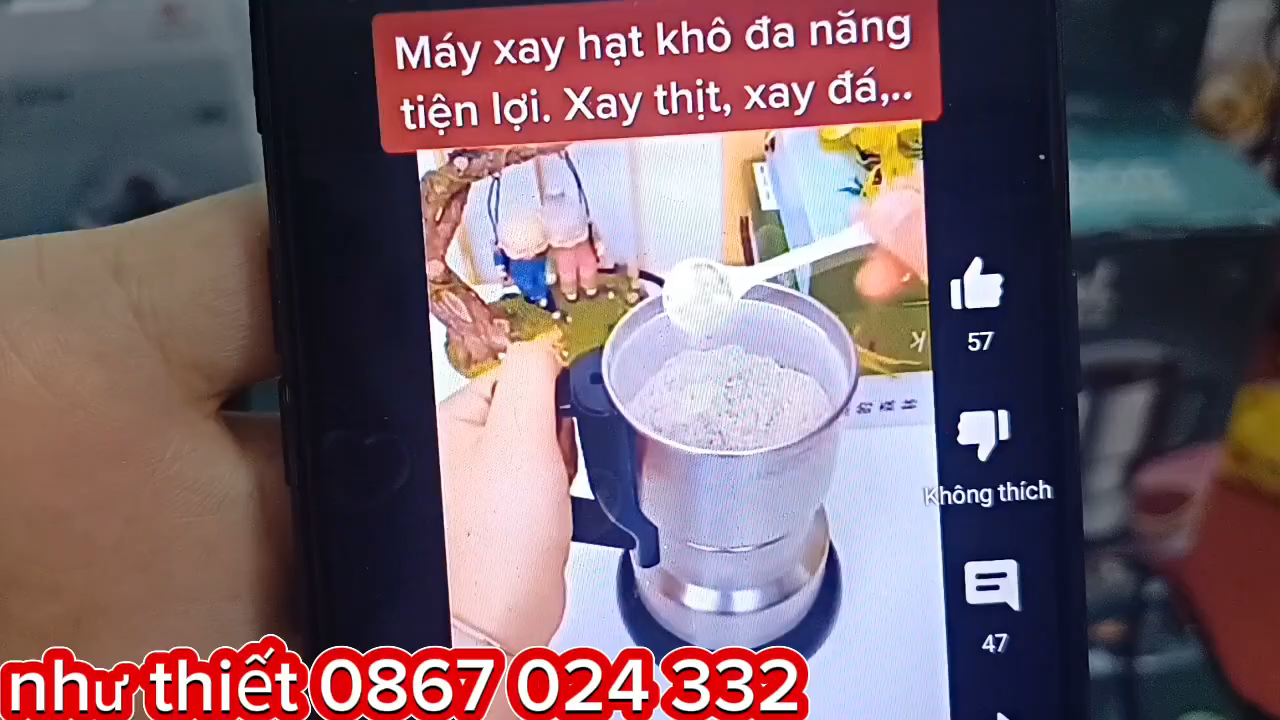 Máy xay hạt khô đa năng
tiện lợi. Xay thịt, xay đá,..
57
Không thích
47
như thiết 0867 024 332